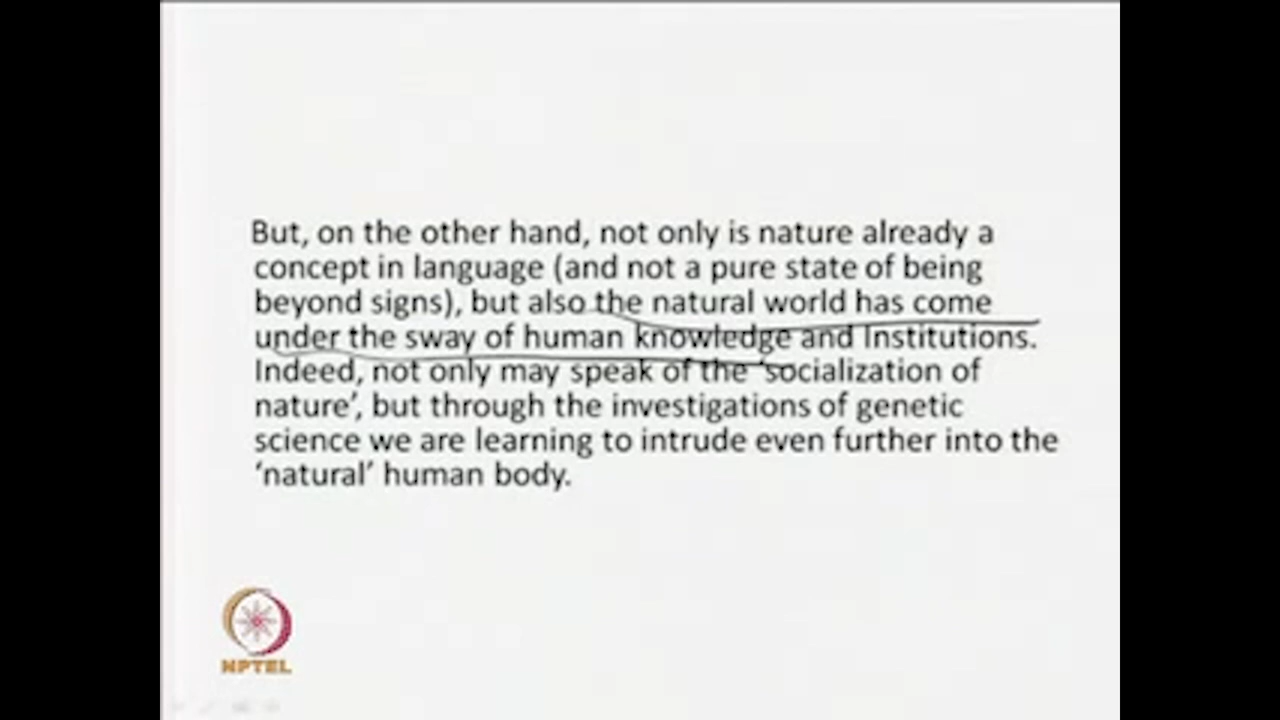 But, on the other hand, not only is nature already a
concept in language (and not a pure state of being
beyond signs), but also the natural world has come
under the sway of human knowledge and Institutions.
Indeed, not only may speak of the ‘socialization of
nature’, but through the investigations of genetic
science we are learning to intrude even further into the
‘natural’ human body.
NPTEL